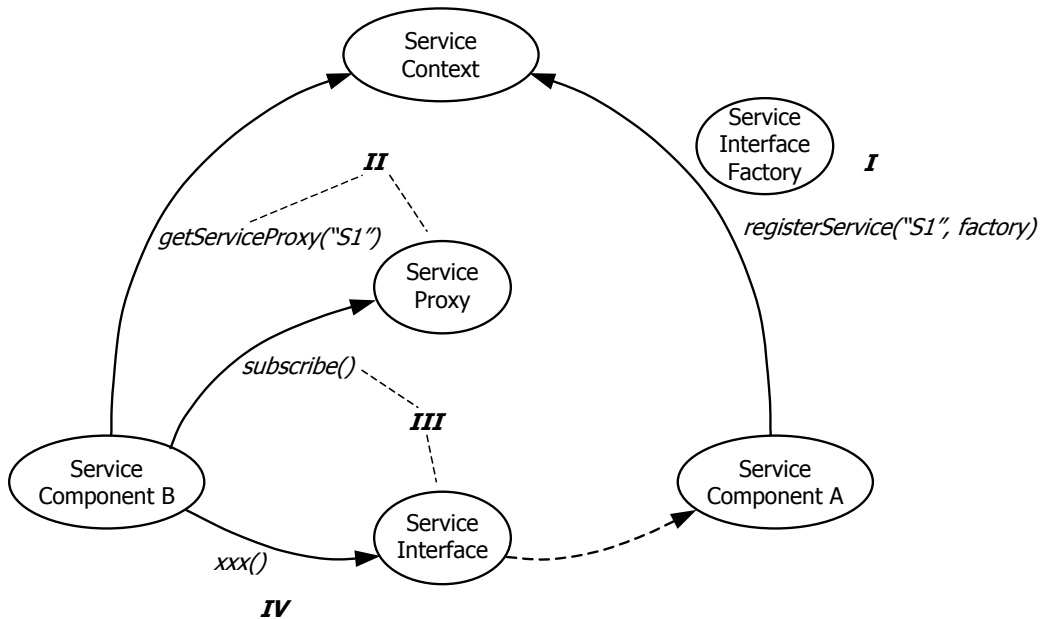 Service
Context
Service
Interface
Factory
I
II
getServiceProxy(“S1”)
registerService(“S1”, factory)
Service
Proxy
subscribe()
III
Service
Component B
Service
Component A
Service
Interface
xxx()
IV